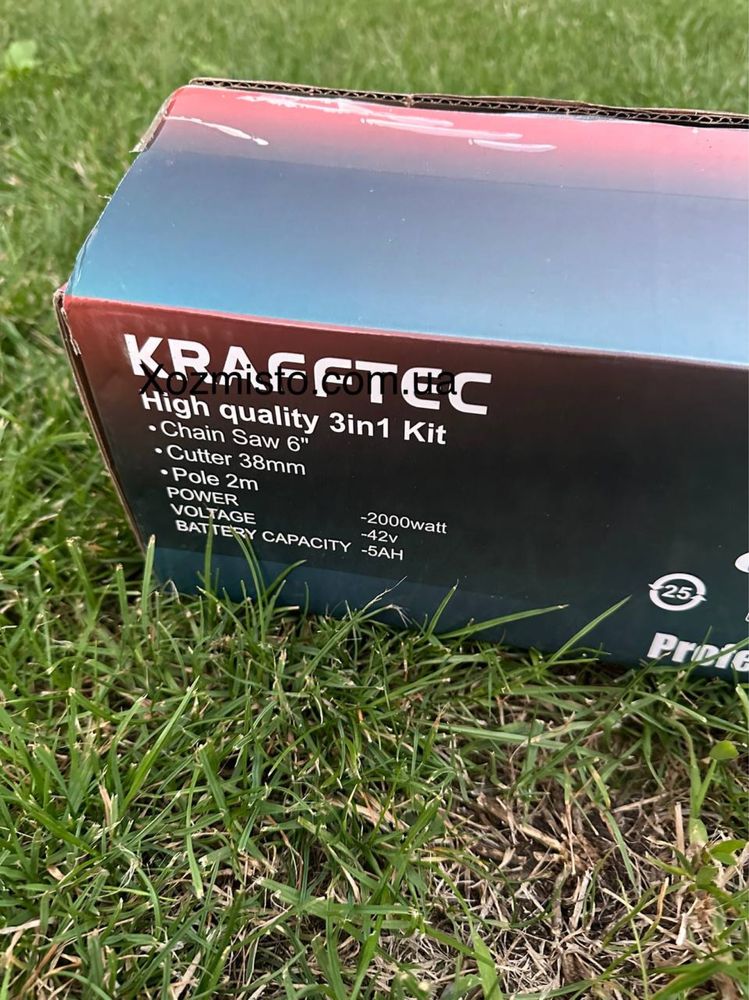 KRAFFTEC
Xozmisto.com.ua
High quality 3in1 Kit
•Chain Saw 6"
•Cutter 38mm
•Pole 2m
POWER -2000watt
VOLTAGE -42v
BATTERY CAPACITY -5AH
25